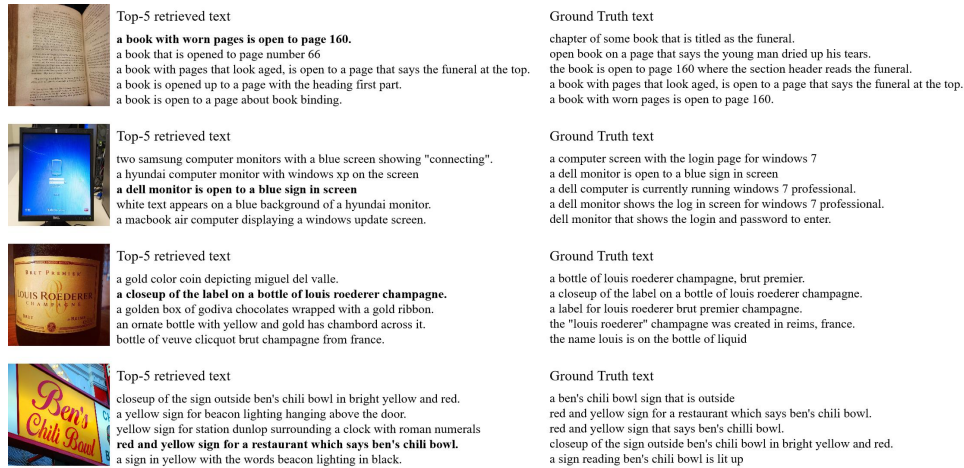 Top-5 retrieved text
a book with worn pages is open to page 160.
a book that is opened to page number 66
a book with pages that look aged, is open to a page that says the funeral at the top.
a book is opened up to a page with the heading first part.
a book is open to a page about book binding.
Ground Truth text
chapter of some book that is titled as the funeral.
open book on a page that says the young man dried up his tears.
the book is open to page 160 where the section header reads the funeral.
a book with pages that look aged, is open to a page that says the funeral at the top.
a book with worn pages is open to page 160.
Top-5 retrieved text
two samsung computer monitors with a blue screen showing "connecting".
a hyundai computer monitor with windows xp on the screen
a dell monitor is open to a blue sign in screen
white text appears on a blue background of a hyundai monitor.
a macbook air computer displaying a windows update screen.
Ground Truth text
a computer screen with the login page for windows 7
a dell monitor is open to a blue sign in screen
a dell computer is currently running windows 7 professional.
a dell monitor shows the log in screen for windows 7 professional.
dell monitor that shows the login and password to enter.
BRUT PREMIER
LOUIS ROEDERER
CHAMPAGNE
Top-5 retrieved text
a gold color coin depicting miguel del valle.
a closeup of the label on a bottle of louis roederer champagne.
a golden box of godiva chocolates wrapped with a gold ribbon.
an ornate bottle with yellow and gold has chambord across it.
bottle of veuve clicquot brut champagne from france.
Ground Truth text
a bottle of louis roederer champagne, brut premier.
a closeup of the label on a bottle of louis roederer champagne.
a label for louis roederer brut premier champagne.
the "louis roederer" champagne was created in reims, france.
the name louis is on the bottle of liquid
Ben's
Chili Bowl
Top-5 retrieved text
closeup of the sign outside ben's chili bowl in bright yellow and red.
a yellow sign for beacon lighting hanging above the door.
yellow sign for station dunlop surrounding a clock with roman numerals
red and yellow sign for a restaurant which says ben's chili bowl.
a sign in yellow with the words beacon lighting in black.
Ground Truth text
a ben's chili bowl sign that is outside
red and yellow sign for a restaurant which says ben's chili bowl.
red and yellow sign that says ben's chilli bowl.
closeup of the sign outside ben's chili bowl in bright yellow and red.
a sign reading ben's chili bowl is lit up